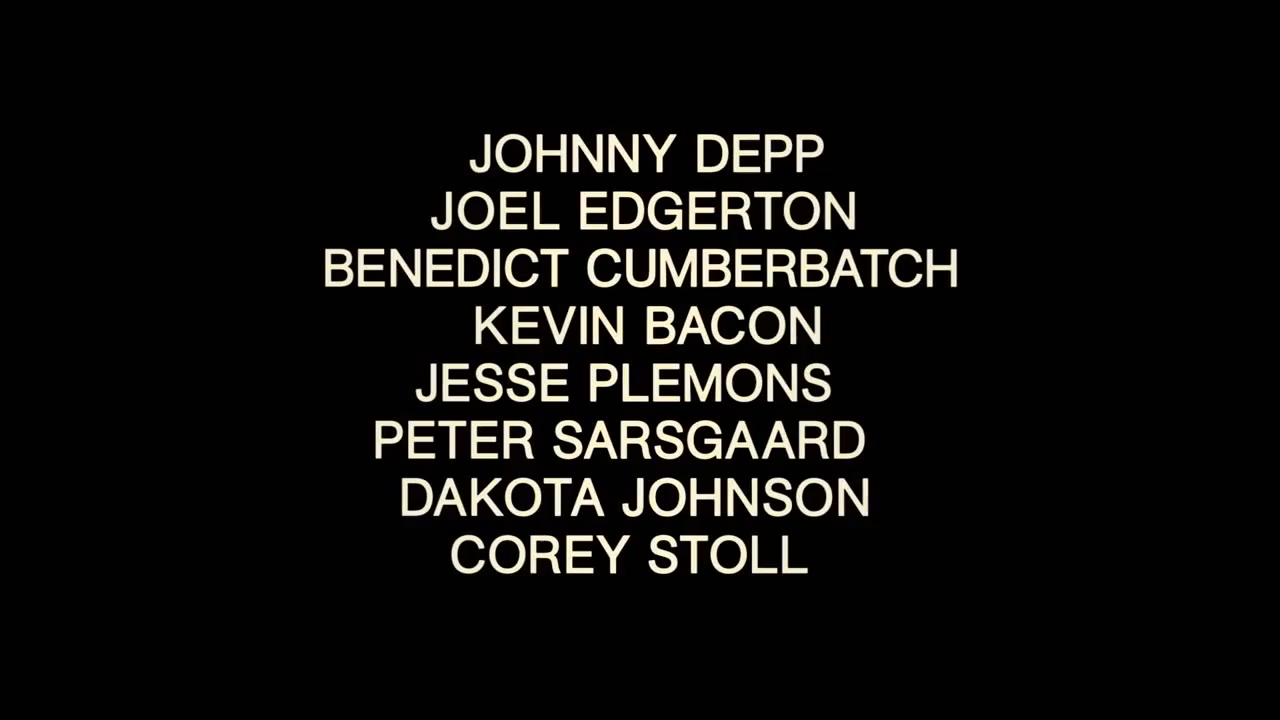 JOHNNY DEPP
JOEL EDGERTON
BENEDICT CUMBERBATCH
KEVIN BACON
JESSE PLEMONS
PETER SARSGAARD
DAKOTA JOHNSON
COREY STOLL